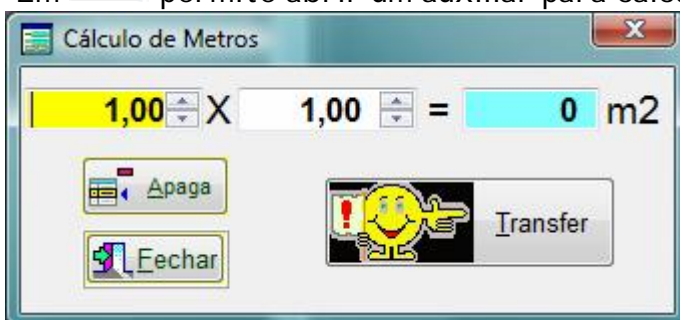 Cálculo de Metros
1,00 X 1,00 = 0 m2
Apaga
Transfer
Fechar